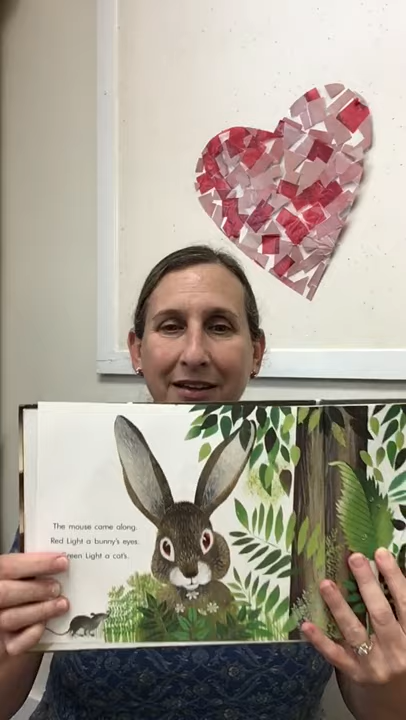 The mouse came along.
Red Light a bunny's eyes.
Green Light a cat's.